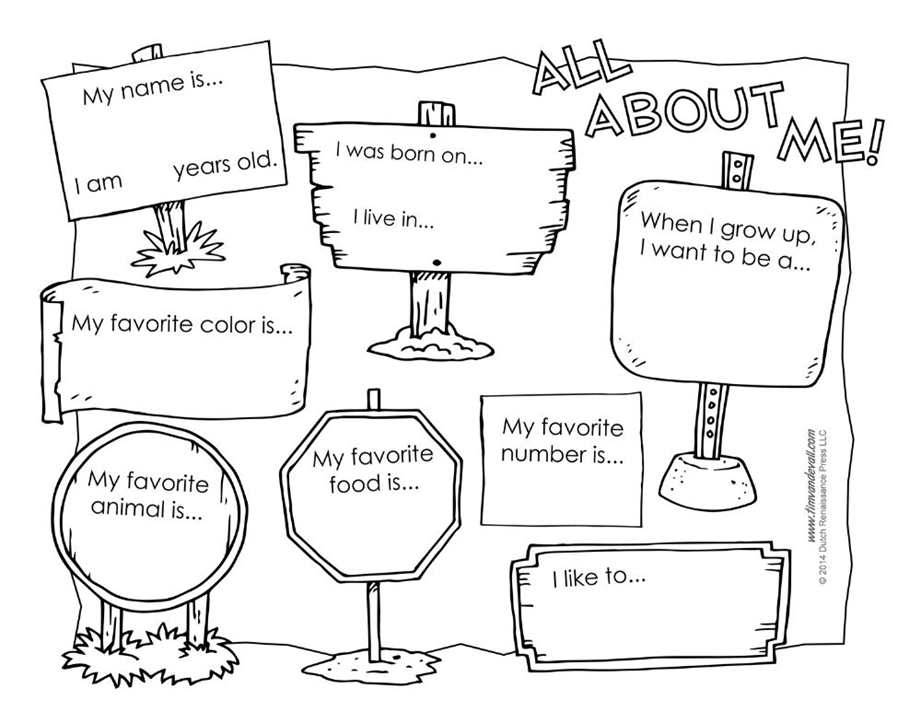 ALL
ABOUT
ME!
My name is...
I am years old.
I was born on...
I live in...
When I grow up,
I want to be a...
My favorite color is...
My favorite
animal is...
My favorite
food is...
My favorite
number is...
I like to...
www.timvandevall.com
© 2014 Dutch Renaissance Press LLC